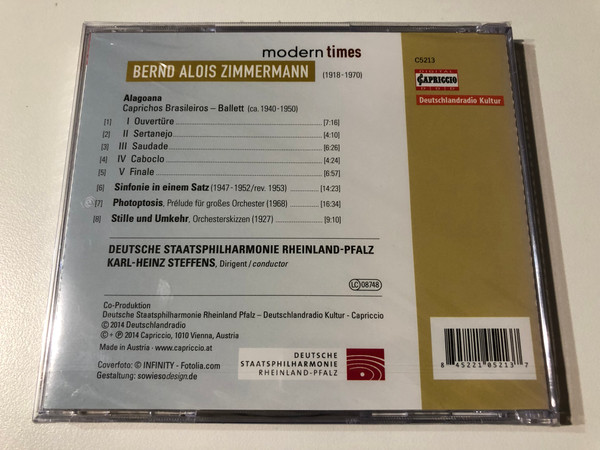 modern times
BERND ALOIS ZIMMERMANN (1918-1970)
C5213
DIGITAL
CAPRICCIO
Deutschlandradio Kultur
Alagoana
Caprichos Brasileiros – Ballett (ca. 1940-1950)
[1] I Ouvertüre [7:16]
[2] II Sertanejo [4:10]
[3] III Saudade [6:26]
[4] IV Caboclo [4:24]
[5] V Finale [6:57]
[6] Sinfonie in einem Satz (1947-1952/rev. 1953) [14:23]
[7] Photoptosis, Prélude für großes Orchester (1968) [16:34]
[8] Stille und Umkehr, Orchesterskizzen (1927) [9:10]
DEUTSCHE STAATSPHILHARMONIE RHEINLAND-PFALZ
KARL-HEINZ STEFFENS, Dirigent / conductor
LC 08748
Co-Produktion
Deutsche Staatsphilharmonie Rheinland Pfalz – Deutschlandradio Kultur - Capriccio
℗ 2014 Deutschlandradio
© + ℗ 2014 Capriccio, 1010 Vienna, Austria
Made in Austria · www.capriccio.at
Coverfoto: © INFINITY - Fotolia.com
Gestaltung: sowiesodesign.de
DEUTSCHE
STAATSPHILHARMONIE
RHEINLAND-PFALZ
8 45221 05213 7